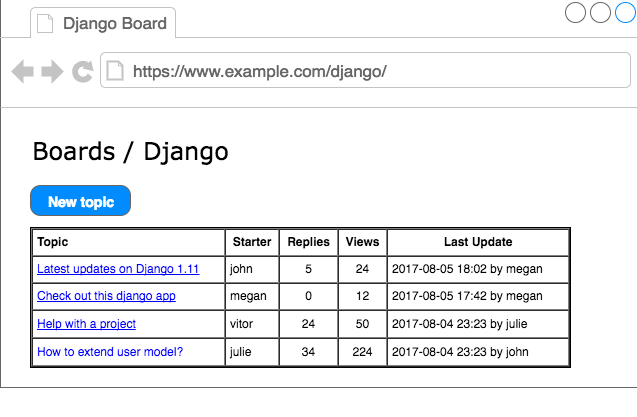 Django Board
https://www.example.com/django/
Boards / Django
New topic
Topic Starter Replies Views Last Update
Latest updates on Django 1.11 john 5 24 2017-08-05 18:02 by megan
Check out this django app megan 0 12 2017-08-05 17:42 by megan
Help with a project vitor 24 50 2017-08-04 23:23 by julie
How to extend user model? julie 34 224 2017-08-04 23:23 by john